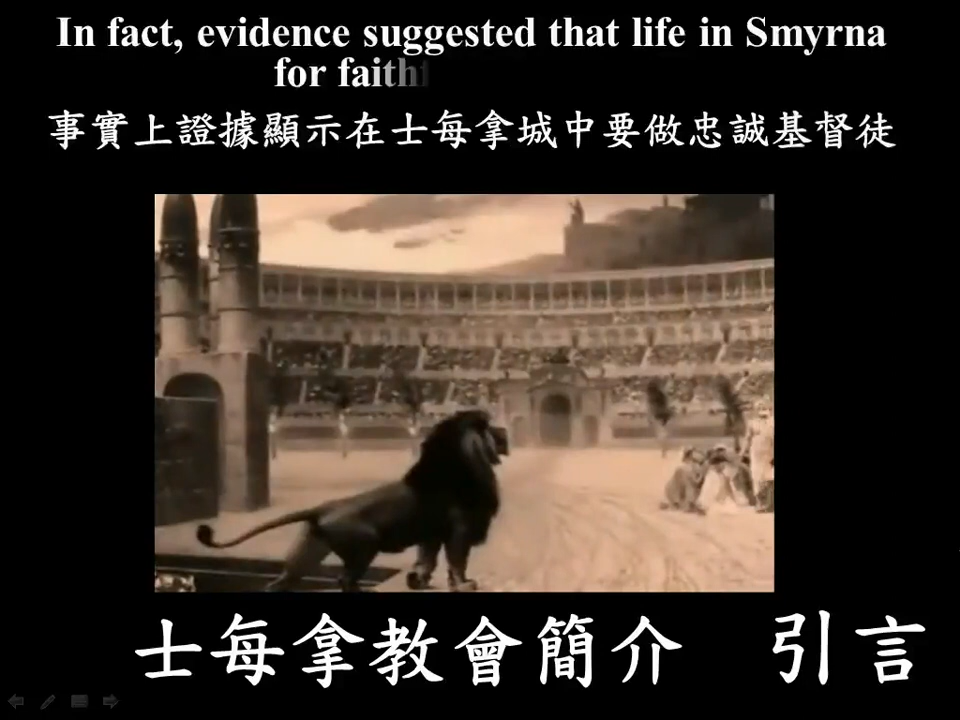 In fact, evidence suggested that life in Smyrna
for faith
事實上證據顯示在士每拿城中要做忠誠基督徒
士每拿教會簡介 引言